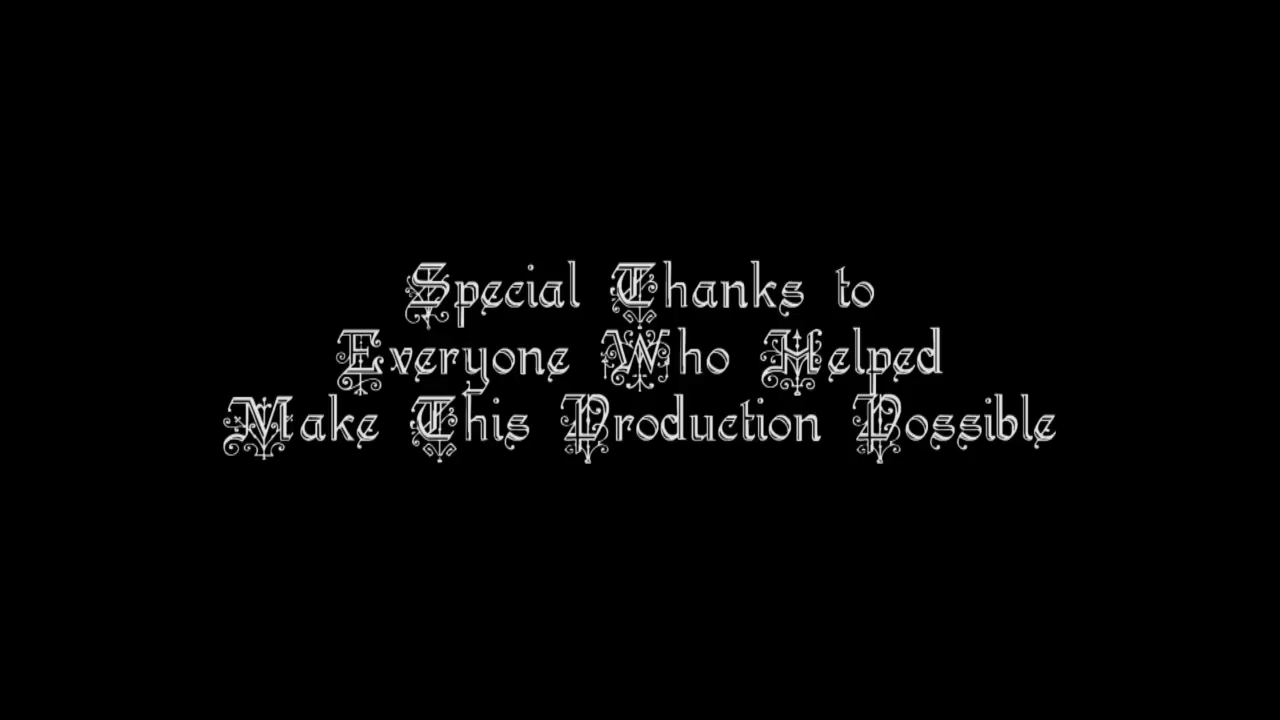 Special Thanks to
Everyone Who Helped
Make This Production Possible